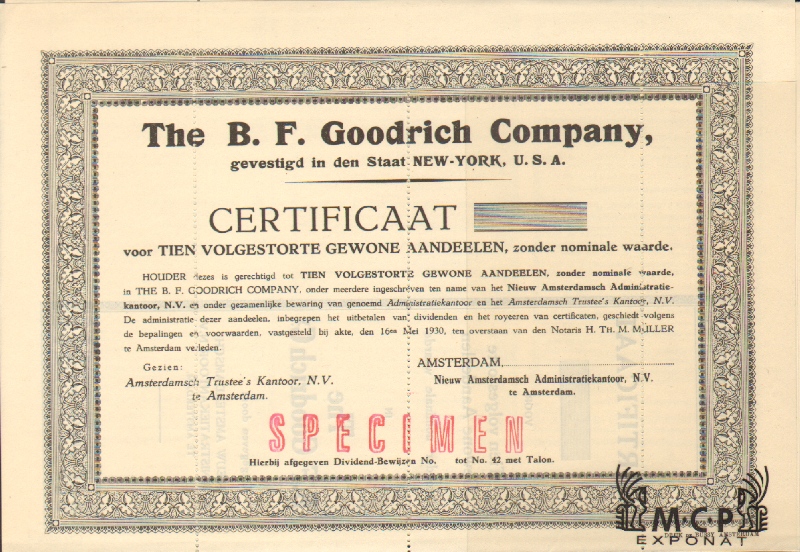 The B. F. Goodrich Company,
gevestigd in den Staat NEW-YORK, U. S. A.
CERTIFICAAT
voor TIEN VOLGESTORTE GEWONE AANDEELEN, zonder nominale waarde.
HOUDER dezes is gerechtigd tot TIEN VOLGESTORTE GEWONE AANDEELEN, zonder nominale waarde,
in THE B. F. GOODRICH COMPANY, onder meerdere ingeschreven ten name van het Nieuw Amsterdamsch Administratie-
kantoor, N.V. en onder gezamenlijke bewaring van genoemd Administratiekantoor en het Amsterdamsch Trustee's Kantoor, N.V.
De administratie dezer aandeelen, inbegrepen het uitbetalen van dividenden en het royeeren van certificaten, geschiedt volgens
de bepalingen en voorwaarden, vastgesteld bij akte, den 16en Mei 1930, ten overstaan van den Notaris H. TH. M. MÜLLER
te Amsterdam verleden.
Gezien:
Amsterdamsch Trustee's Kantoor, N.V.
te Amsterdam.
AMSTERDAM,
Nieuw Amsterdamsch Administratiekantoor, N.V.
te Amsterdam.
SPECIMEN
Hierbij afgegeven Dividend-Bewijzen No. tot No. 42 met Talon.
DRUK DE BUSSY AMSTERDAM
MCP
EXPONAT